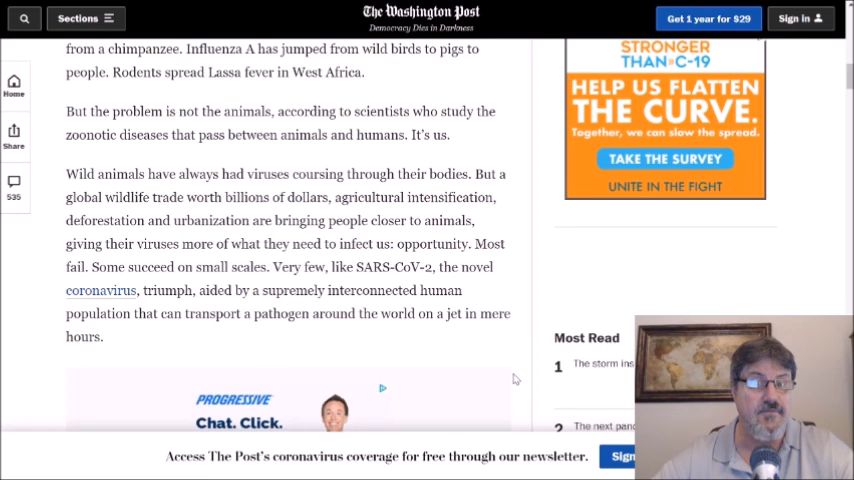 Sections
The Washington Post
Democracy Dies in Darkness
Get 1 year for $29
Sign in
Home
Share
535
from a chimpanzee. Influenza A has jumped from wild birds to pigs to
people. Rodents spread Lassa fever in West Africa.
But the problem is not the animals, according to scientists who study the
zoonotic diseases that pass between animals and humans. It's us.
Wild animals have always had viruses coursing through their bodies. But a
global wildlife trade worth billions of dollars, agricultural intensification,
deforestation and urbanization are bringing people closer to animals,
giving their viruses more of what they need to infect us: opportunity. Most
fail. Some succeed on small scales. Very few, like SARS-CoV-2, the novel
coronavirus, triumph, aided by a supremely interconnected human
population that can transport a pathogen around the world on a jet in mere
hours.
PROGRESSIVE
Chat. Click.
STRONGER
THAN C-19
HELP US FLATTEN
THE CURVE.
Together, we can slow the spread.
TAKE THE SURVEY
UNITE IN THE FIGHT
Most Read
1 The storm ins
2 The next pand
Access The Post's coronavirus coverage for free through our newsletter.
Sign